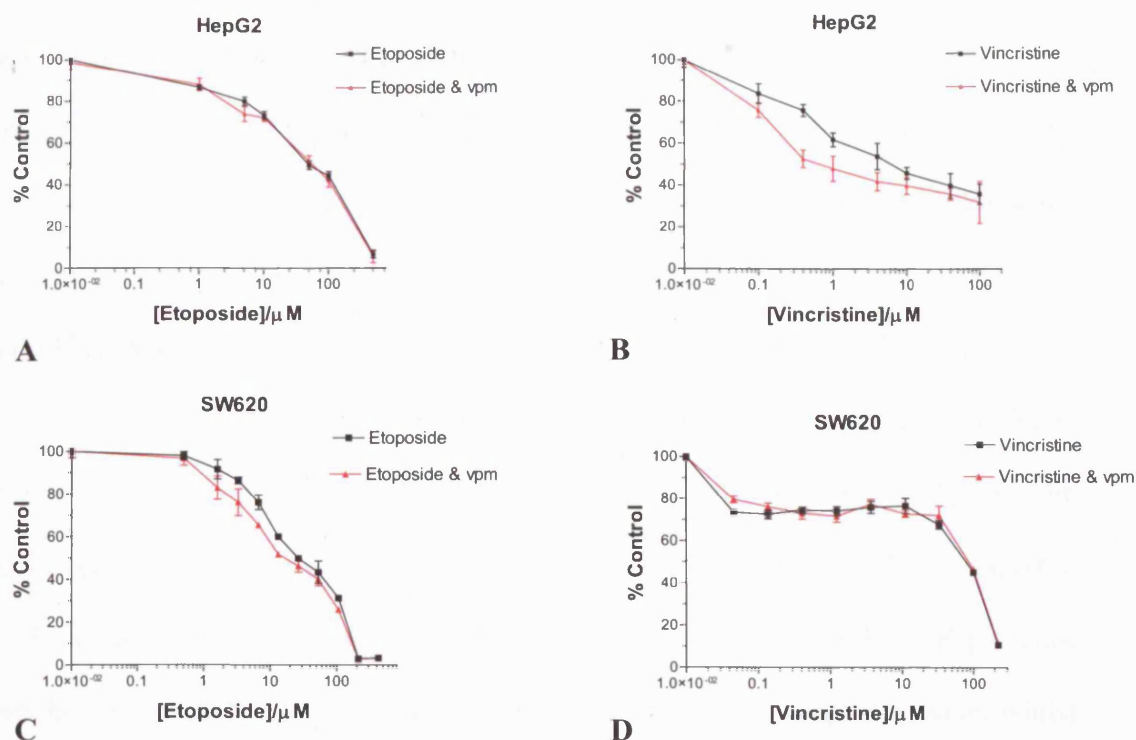 HepG2
Etoposide
Etoposide & vpm
% Control
100
80
60
40
20
0
1.0×10⁻⁰²
0.1
1
10
100
[Etoposide]/μ M
A
HepG2
Vincristine
Vincristine & vpm
% Control
100
80
60
40
20
0
1.0×10⁻⁰²
0.1
1
10
100
[Vincristine]/μ M
B
SW620
Etoposide
Etoposide & vpm
% Control
100
80
60
40
20
0
1.0×10⁻⁰²
0.1
1
10
100
[Etoposide]/μ M
C
SW620
Vincristine
Vincristine & vpm
% Control
100
80
60
40
20
0
1.0×10⁻⁰²
0.1
1
10
100
[Vincristine]/μ M
D